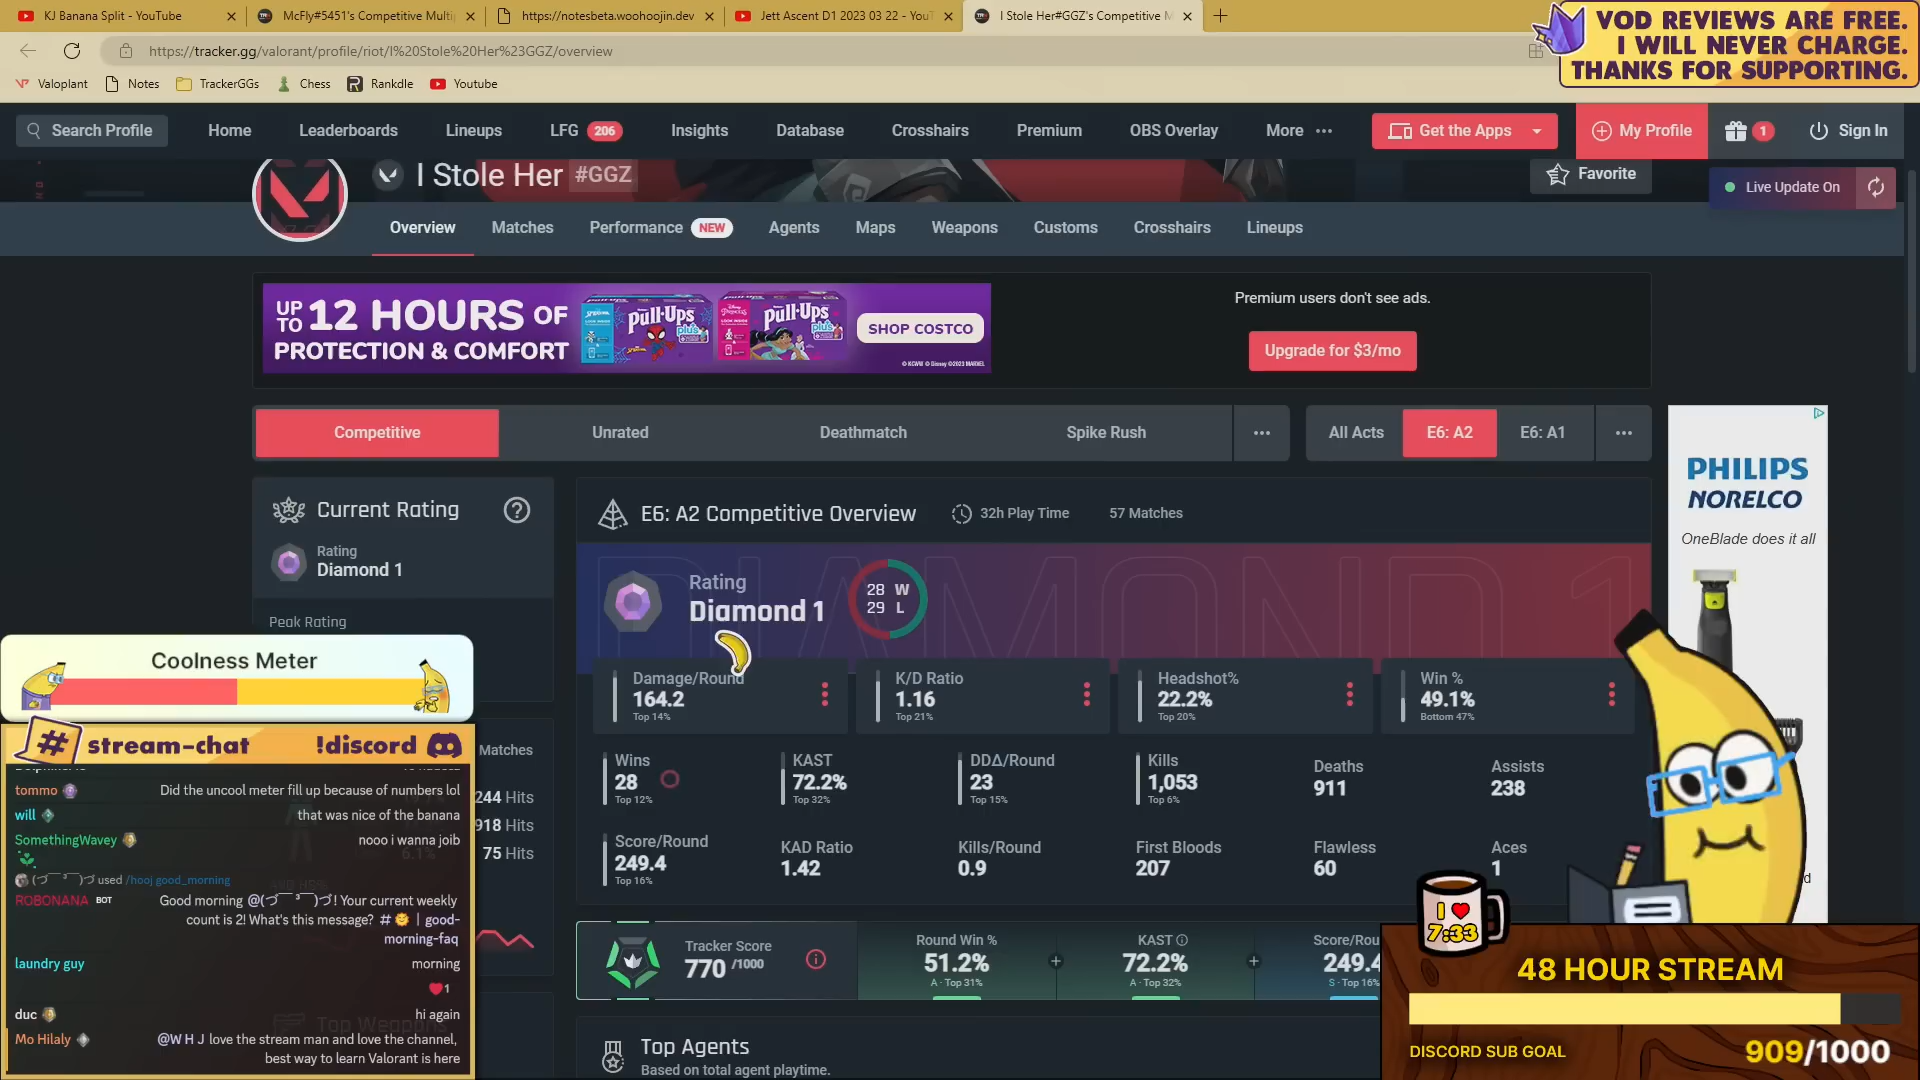 KJ Banana Split - YouTube
McFly#5451's Competitive Multi
https://notesbeta.woohoojin.dev
Jett Ascent D1 2023 03 22 - YouT
I Stole Her#GGZ's Competitive M
https://tracker.gg/valorant/profile/riot/I%20Stole%20Her%23GGZ/overview
VOD REVIEWS ARE FREE.
I WILL NEVER CHARGE.
THANKS FOR SUPPORTING.
Valoplant
Notes
TrackerGGs
Chess
Rankdle
Youtube
Search Profile
Home
Leaderboards
Lineups
LFG 206
Insights
Database
Crosshairs
Premium
OBS Overlay
More
Get the Apps
My Profile
1
Sign In
I Stole Her #GGZ
Favorite
Live Update On
Overview
Matches
Performance NEW
Agents
Maps
Weapons
Customs
Crosshairs
Lineups
UP TO 12 HOURS OF
PROTECTION & COMFORT
Pull-Ups plus
Pull-Ups plus
SHOP COSTCO
Premium users don't see ads.
Upgrade for $3/mo
Competitive
Unrated
Deathmatch
Spike Rush
All Acts
E6: A2
E6: A1
PHILIPS
NORELCO
OneBlade does it all
Current Rating
Rating
Diamond 1
Peak Rating
E6: A2 Competitive Overview
32h Play Time
57 Matches
DIAMOND 1
Rating
Diamond 1
28 W
29 L
Damage/Round
164.2
Top 14%
K/D Ratio
1.16
Top 21%
Headshot%
22.2%
Top 20%
Win %
49.1%
Bottom 47%
Wins
28
Top 12%
KAST
72.2%
Top 32%
DDΔ/Round
23
Top 15%
Kills
1,053
Top 6%
Deaths
911
Assists
238
Score/Round
249.4
Top 16%
KAD Ratio
1.42
Kills/Round
0.9
First Bloods
207
Flawless
60
Aces
1
Tracker Score
770 /1000
Round Win %
51.2%
A · Top 31%
KAST
72.2%
A · Top 32%
Score/Rou
249.4
S · Top 16%
Top Agents
Based on total agent playtime.
Coolness Meter
# stream-chat
!discord
Matches
244 Hits
918 Hits
75 Hits
Top Weapons
tommo Did the uncool meter fill up because of numbers lol
will that was nice of the banana
SomethingWavey nooo i wanna joib
used /hooj good_morning
ROBONANA BOT Good morning @(づ￣ ³￣)づ! Your current weekly
count is 2! What's this message? # 🌞 | good-
morning-faq
laundry guy morning
❤1
duc hi again
Mo Hilaly @W H J love the stream man and love the channel,
best way to learn Valorant is here
I ❤
7:33
48 HOUR STREAM
DISCORD SUB GOAL
909/1000